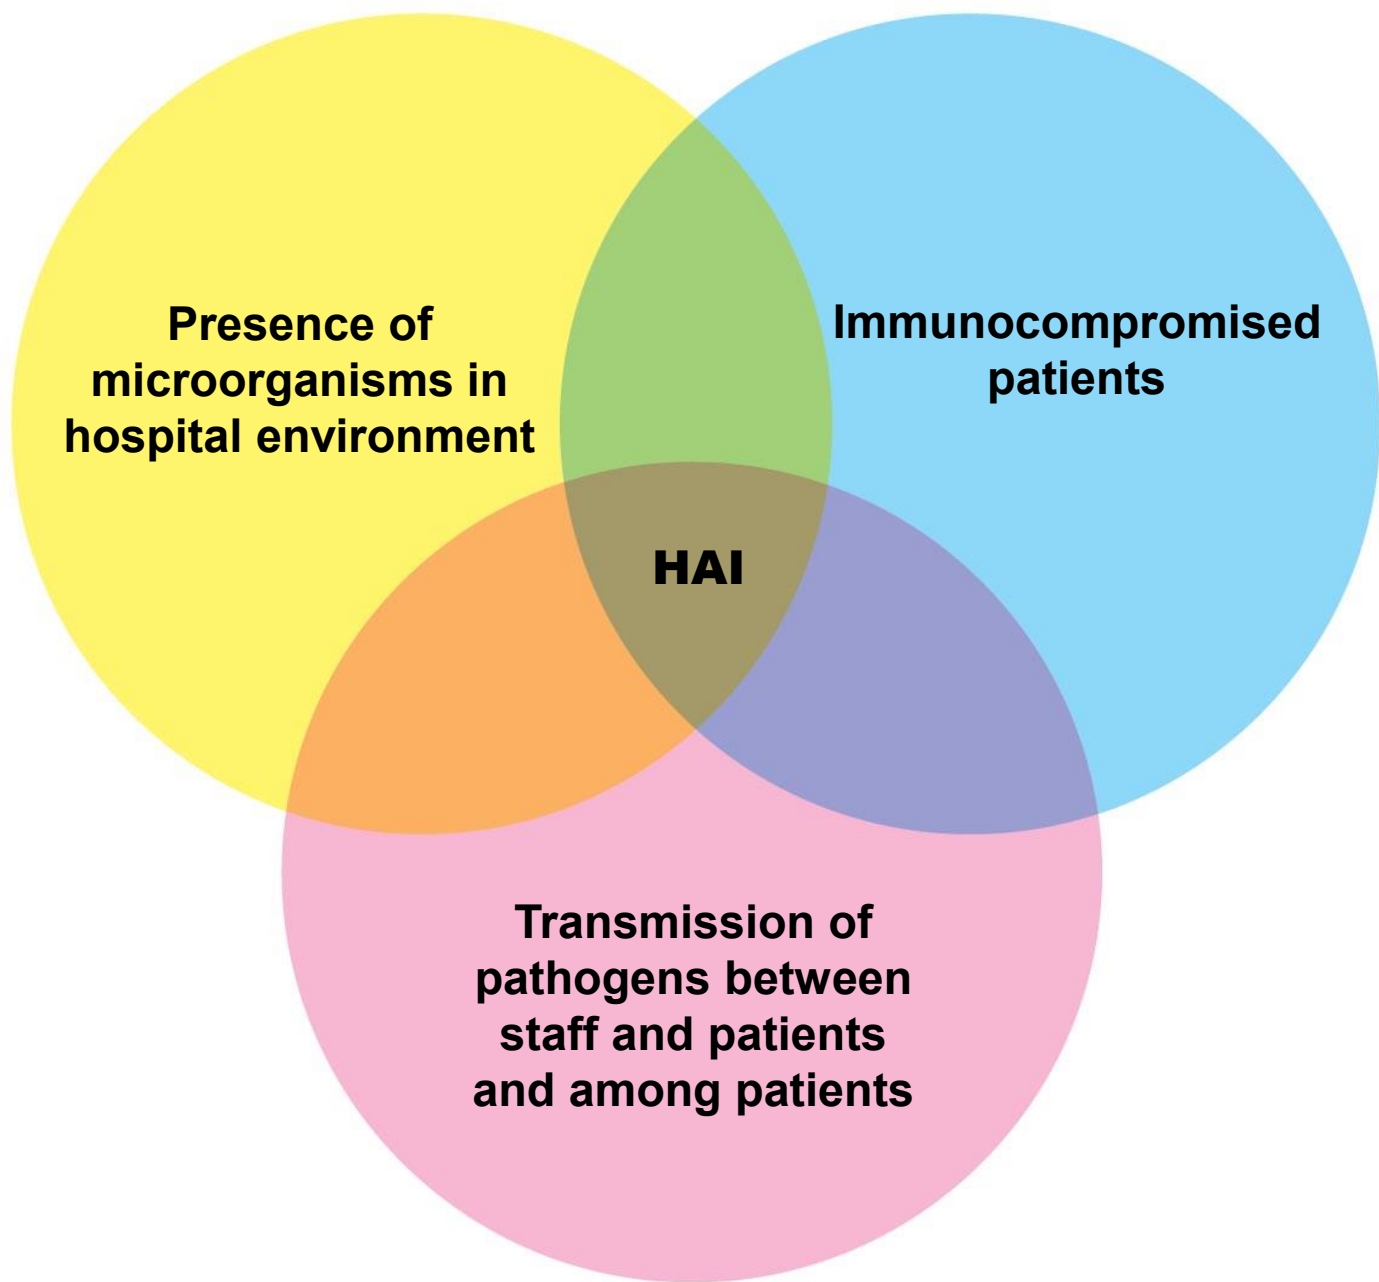 Presence of
microorganisms in
hospital environment
Immunocompromised
patients
HAI
Transmission of
pathogens between
staff and patients
and among patients